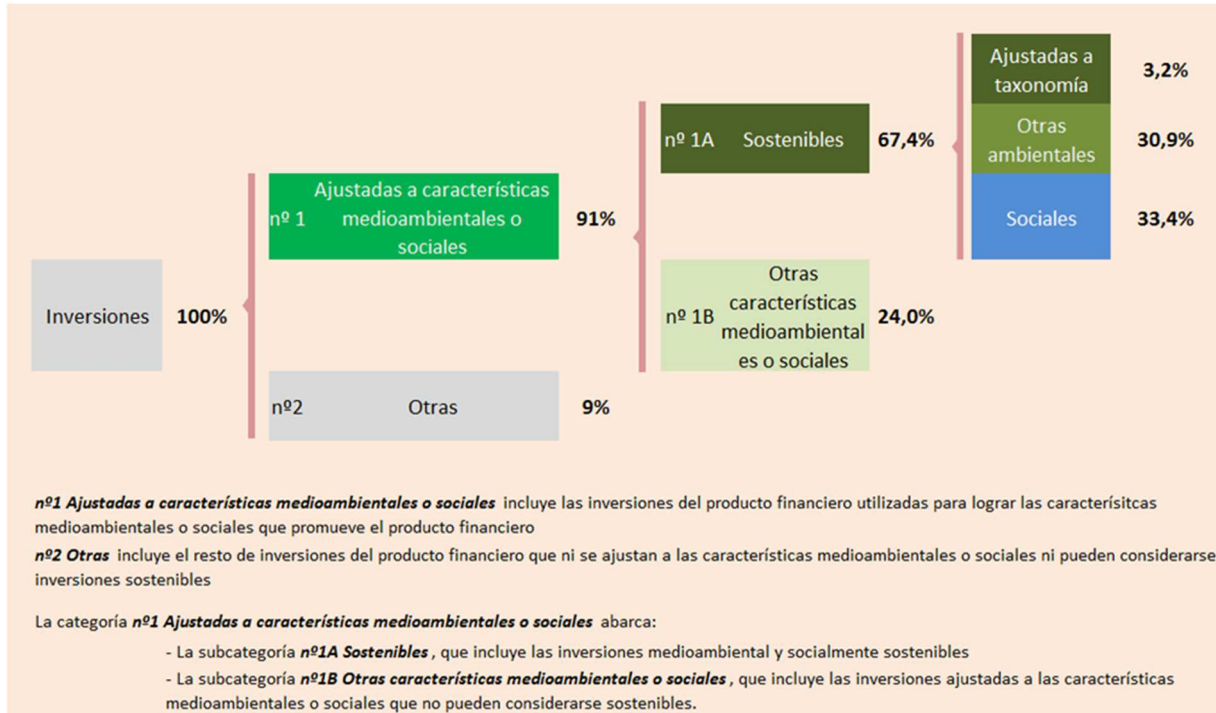 Inversiones 100%
nº 1 Ajustadas a características
medioambientales o
sociales
91%
nº2 Otras 9%
nº 1A Sostenibles 67,4%
nº 1B Otras
características
medioambiental
es o sociales
24,0%
Ajustadas a
taxonomía
3,2%
Otras
ambientales
30,9%
Sociales 33,4%
nº1 Ajustadas a características medioambientales o sociales incluye las inversiones del producto financiero utilizadas para lograr las caracterísitcas
medioambientales o sociales que promueve el producto financiero
nº2 Otras incluye el resto de inversiones del producto financiero que ni se ajustan a las características medioambientales o sociales ni pueden considerarse
inversiones sostenibles
La categoría nº1 Ajustadas a características medioambientales o sociales abarca:
- La subcategoría nº1A Sostenibles, que incluye las inversiones medioambiental y socialmente sostenibles
- La subcategoría nº1B Otras características medioambientales o sociales, que incluye las inversiones ajustadas a las características
medioambientales o sociales que no pueden considerarse sostenibles.